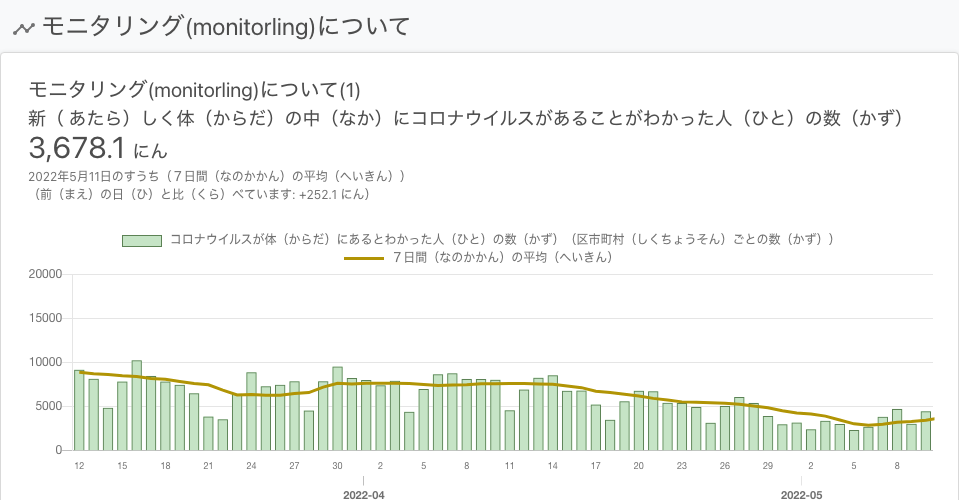 モニタリング(monitorling)について
モニタリング(monitorling)について(1)
新（ あたら）しく体（からだ）の中（なか）にコロナウイルスがあることがわかった人（ひと）の数（かず）
3,678.1 にん
2022年5月11日のすうち（７日間（なのかかん）の平均（へいきん））
（前（まえ）の日（ひ）と比（くら）べています: +252.1 にん）
コロナウイルスが体（からだ）にあるとわかった人（ひと）の数（かず）（区市町村（しくちょうそん）ごとの数（かず））
７日間（なのかかん）の平均（へいきん）
20000
15000
10000
5000
0
12 15 18 21 24 27 30 2 5 8 11 14 17 20 23 26 29 2 5 8
2022-04 2022-05